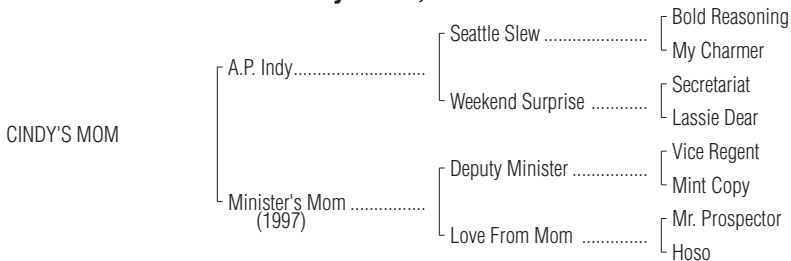 Bold Reasoning
Seattle Slew ......................
My Charmer
A.P. Indy............................
Secretariat
Weekend Surprise ............
Lassie Dear
CINDY'S MOM
Vice Regent
Deputy Minister ................
Mint Copy
Minister's Mom ................
(1997)
Mr. Prospector
Love From Mom ..............
Hoso